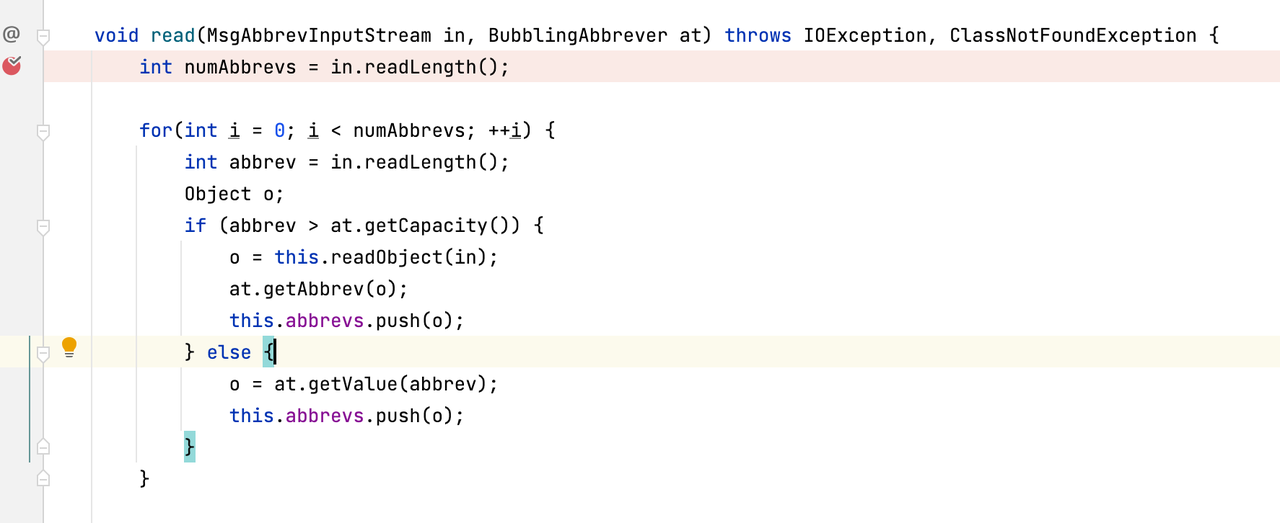 @
void read(MsgAbbrevInputStream in, BubblingAbbrever at) throws IOException, ClassNotFoundException {
    int numAbbrevs = in.readLength();

    for(int i = 0; i < numAbbrevs; ++i) {
        int abbrev = in.readLength();
        Object o;
        if (abbrev > at.getCapacity()) {
            o = this.readObject(in);
            at.getAbbrev(o);
            this.abbrevs.push(o);
        } else {
            o = at.getValue(abbrev);
            this.abbrevs.push(o);
        }
    }